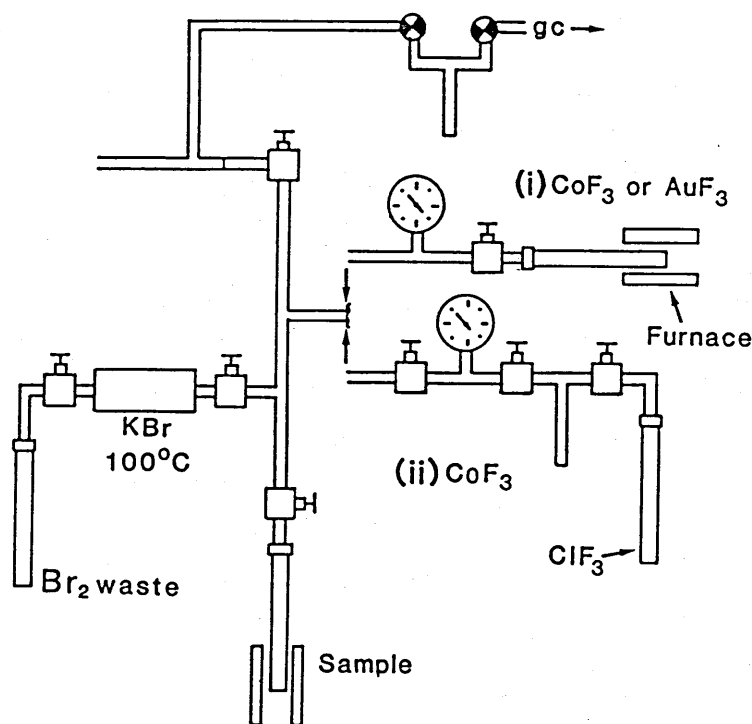 gc
(i) CoF₃ or AuF₃
Furnace
KBr
100°C
(ii) CoF₃
ClF₃
Br₂ waste
Sample